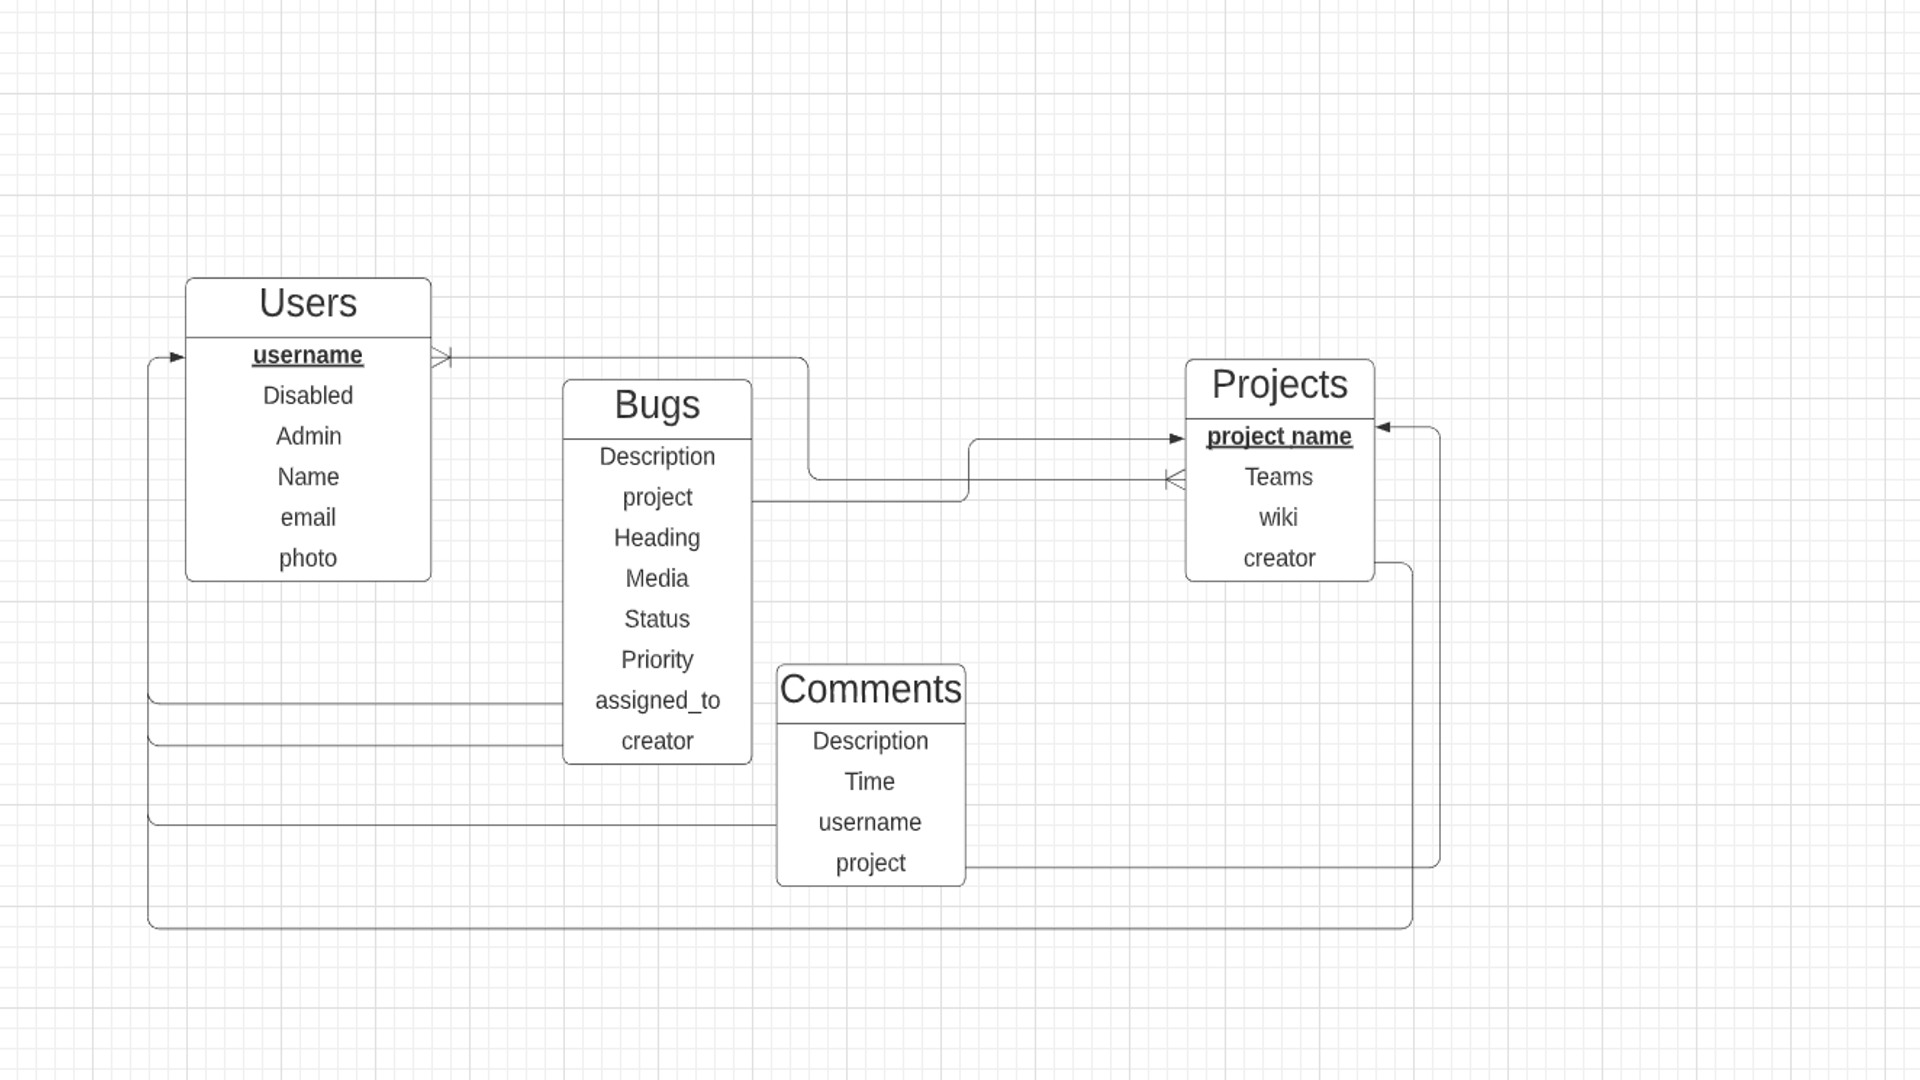 Users
username
Disabled
Admin
Name
email
photo
Bugs
Description
project
Heading
Media
Status
Priority
assigned_to
creator
Comments
Description
Time
username
project
Projects
project name
Teams
wiki
creator